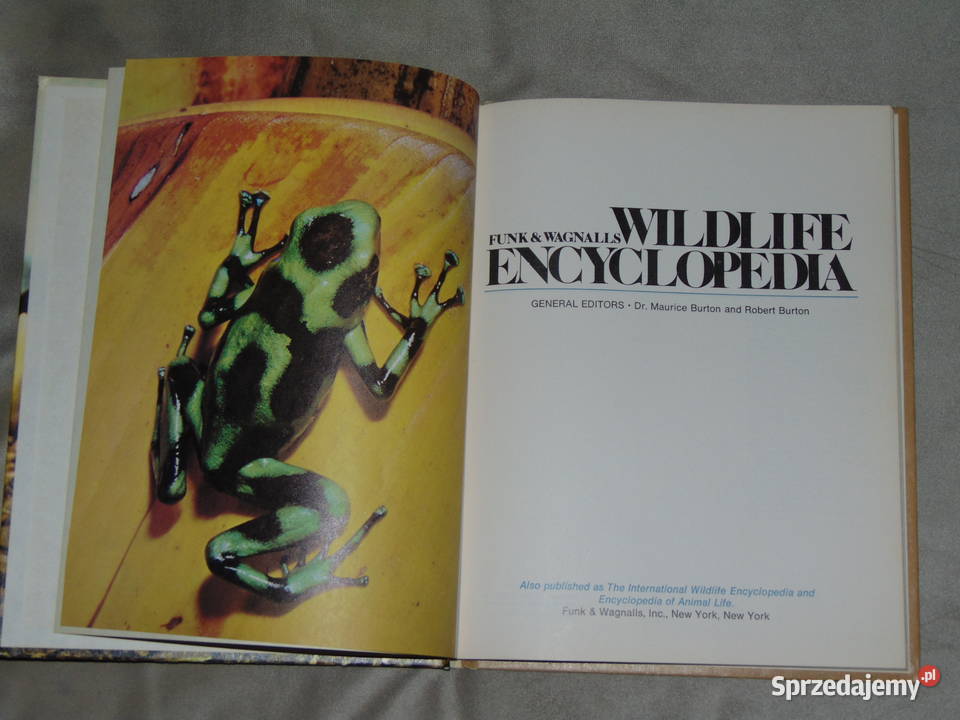 FUNK & WAGNALLS WILDLIFE
ENCYCLOPEDIA
GENERAL EDITORS · Dr. Maurice Burton and Robert Burton
Also published as The International Wildlife Encyclopedia and
Encyclopedia of Animal Life.
Funk & Wagnalls, Inc., New York, New York
Sprzedajemy.pl